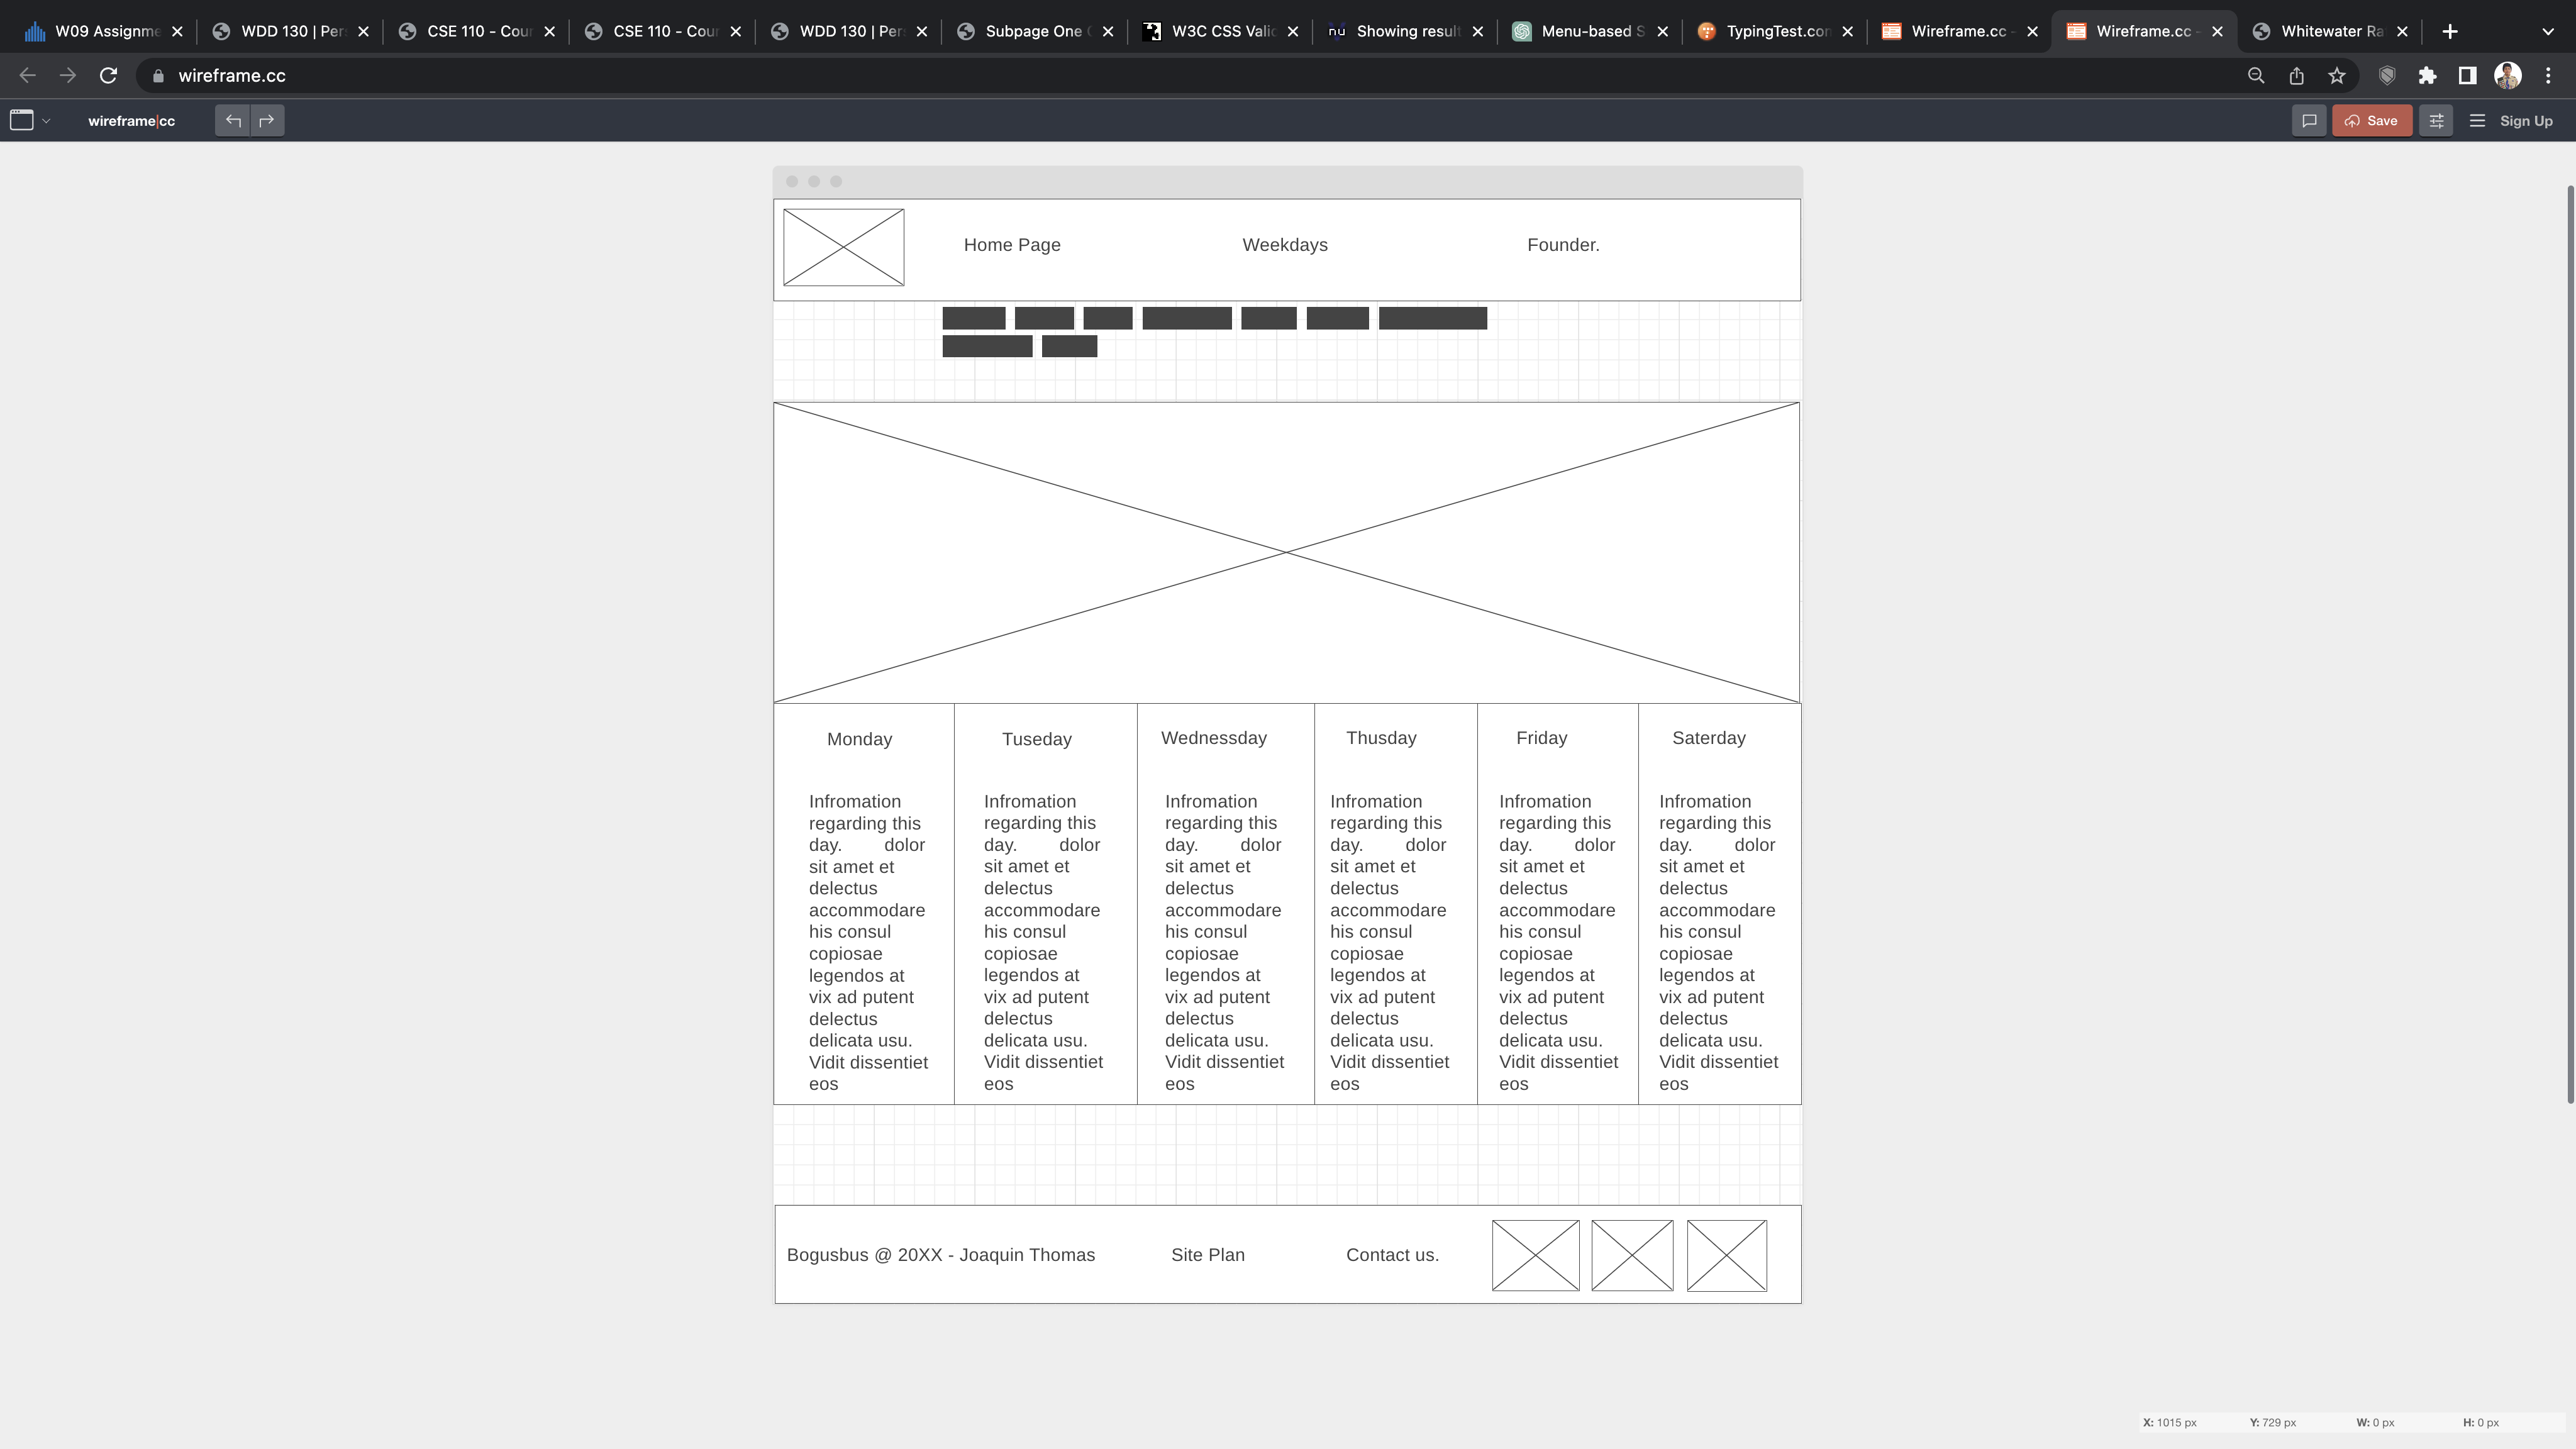 W09 Assignme
WDD 130 | Per
CSE 110 - Cour
CSE 110 - Cour
WDD 130 | Per
Subpage One
W3C CSS Valid
Showing result
Menu-based S
TypingTest.com
Wireframe.cc -
Wireframe.cc -
Whitewater Ra
wireframe.cc
wireframe|cc
Save
Sign Up
Home Page
Weekdays
Founder.
Monday
Tuseday
Wednessday
Thusday
Friday
Saterday
Infromation
regarding this
day. dolor
sit amet et
delectus
accommodare
his consul
copiosae
legendos at
vix ad putent
delectus
delicata usu.
Vidit dissentiet
eos
Infromation
regarding this
day. dolor
sit amet et
delectus
accommodare
his consul
copiosae
legendos at
vix ad putent
delectus
delicata usu.
Vidit dissentiet
eos
Infromation
regarding this
day. dolor
sit amet et
delectus
accommodare
his consul
copiosae
legendos at
vix ad putent
delectus
delicata usu.
Vidit dissentiet
eos
Infromation
regarding this
day. dolor
sit amet et
delectus
accommodare
his consul
copiosae
legendos at
vix ad putent
delectus
delicata usu.
Vidit dissentiet
eos
Infromation
regarding this
day. dolor
sit amet et
delectus
accommodare
his consul
copiosae
legendos at
vix ad putent
delectus
delicata usu.
Vidit dissentiet
eos
Infromation
regarding this
day. dolor
sit amet et
delectus
accommodare
his consul
copiosae
legendos at
vix ad putent
delectus
delicata usu.
Vidit dissentiet
eos
Bogusbus @ 20XX - Joaquin Thomas
Site Plan
Contact us.
X: 1015 px
Y: 729 px
W: 0 px
H: 0 px